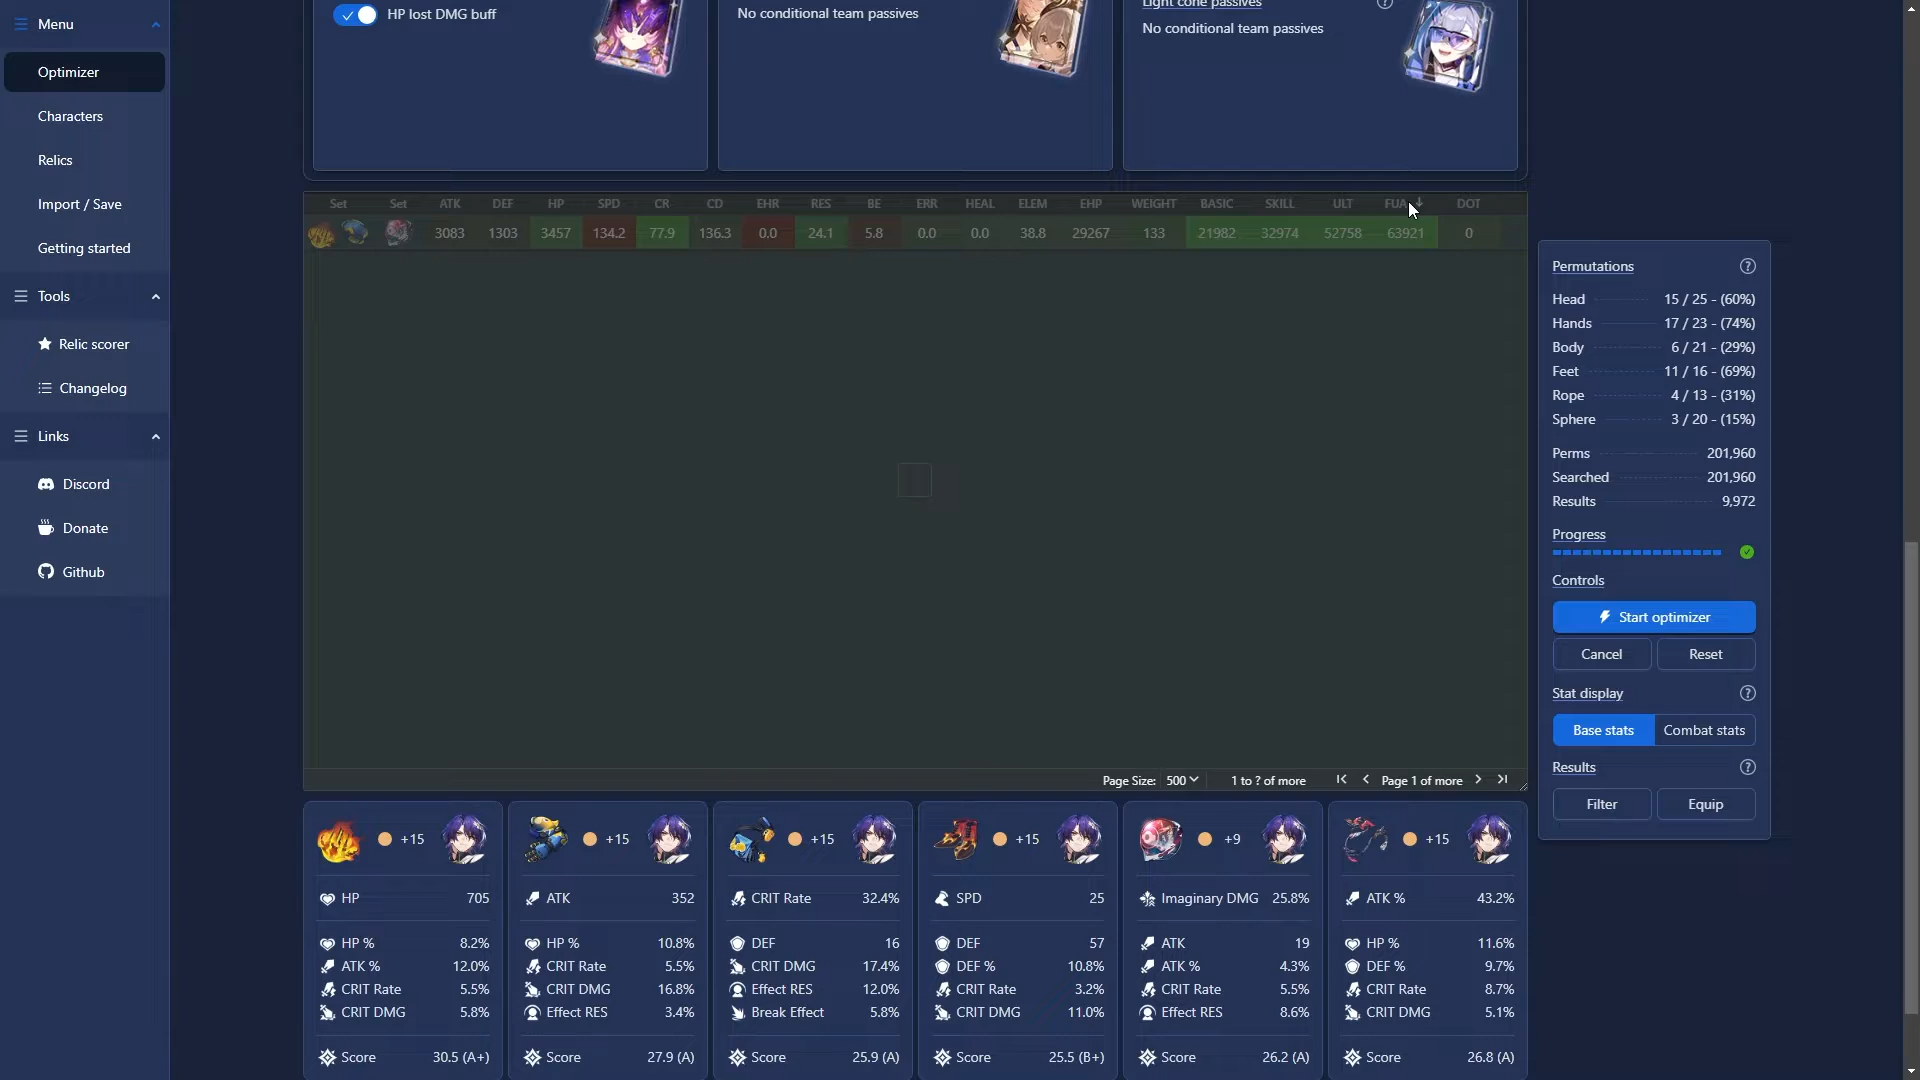 Menu
Optimizer
Characters
Relics
Import / Save
Getting started
Tools
Relic scorer
Changelog
Links
Discord
Donate
Github
HP lost DMG buff
No conditional team passives
Light cone passives
No conditional team passives
Set Set ATK DEF HP SPD CR CD EHR RES BE ERR HEAL ELEM EHP WEIGHT BASIC SKILL ULT FUA DOT
3083 1303 3457 134.2 77.9 136.3 0.0 24.1 5.8 0.0 0.0 38.8 29267 133 21982 32974 52758 63921 0
Page Size: 500 1 to ? of more Page 1 of more
Permutations
Head 15 / 25 - (60%)
Hands 17 / 23 - (74%)
Body 6 / 21 - (29%)
Feet 11 / 16 - (69%)
Rope 4 / 13 - (31%)
Sphere 3 / 20 - (15%)
Perms 201,960
Searched 201,960
Results 9,972
Progress
Controls
Start optimizer
Cancel Reset
Stat display
Base stats Combat stats
Results
Filter Equip
+15
HP 705
HP % 8.2%
ATK % 12.0%
CRIT Rate 5.5%
CRIT DMG 5.8%
Score 30.5 (A+)
+15
ATK 352
HP % 10.8%
CRIT Rate 5.5%
CRIT DMG 16.8%
Effect RES 3.4%
Score 27.9 (A)
+15
CRIT Rate 32.4%
DEF 16
CRIT DMG 17.4%
Effect RES 12.0%
Break Effect 5.8%
Score 25.9 (A)
+15
SPD 25
DEF 57
DEF % 10.8%
CRIT Rate 3.2%
CRIT DMG 11.0%
Score 25.5 (B+)
+9
Imaginary DMG 25.8%
ATK 19
ATK % 4.3%
CRIT Rate 5.5%
Effect RES 8.6%
Score 26.2 (A)
+15
ATK % 43.2%
HP % 11.6%
DEF % 9.7%
CRIT Rate 8.7%
CRIT DMG 5.1%
Score 26.8 (A)